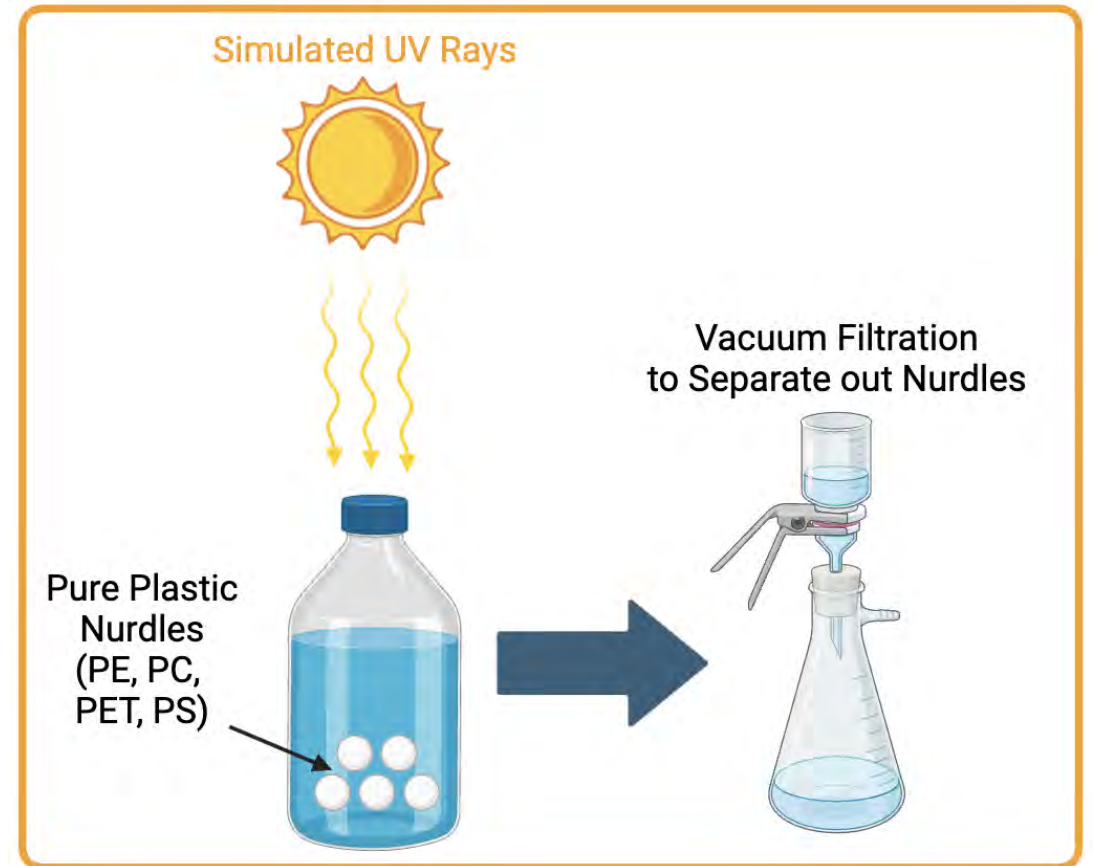 Simulated UV Rays
Vacuum Filtration
to Separate out Nurdles
Pure Plastic
Nurdles
(PE, PC,
PET, PS)